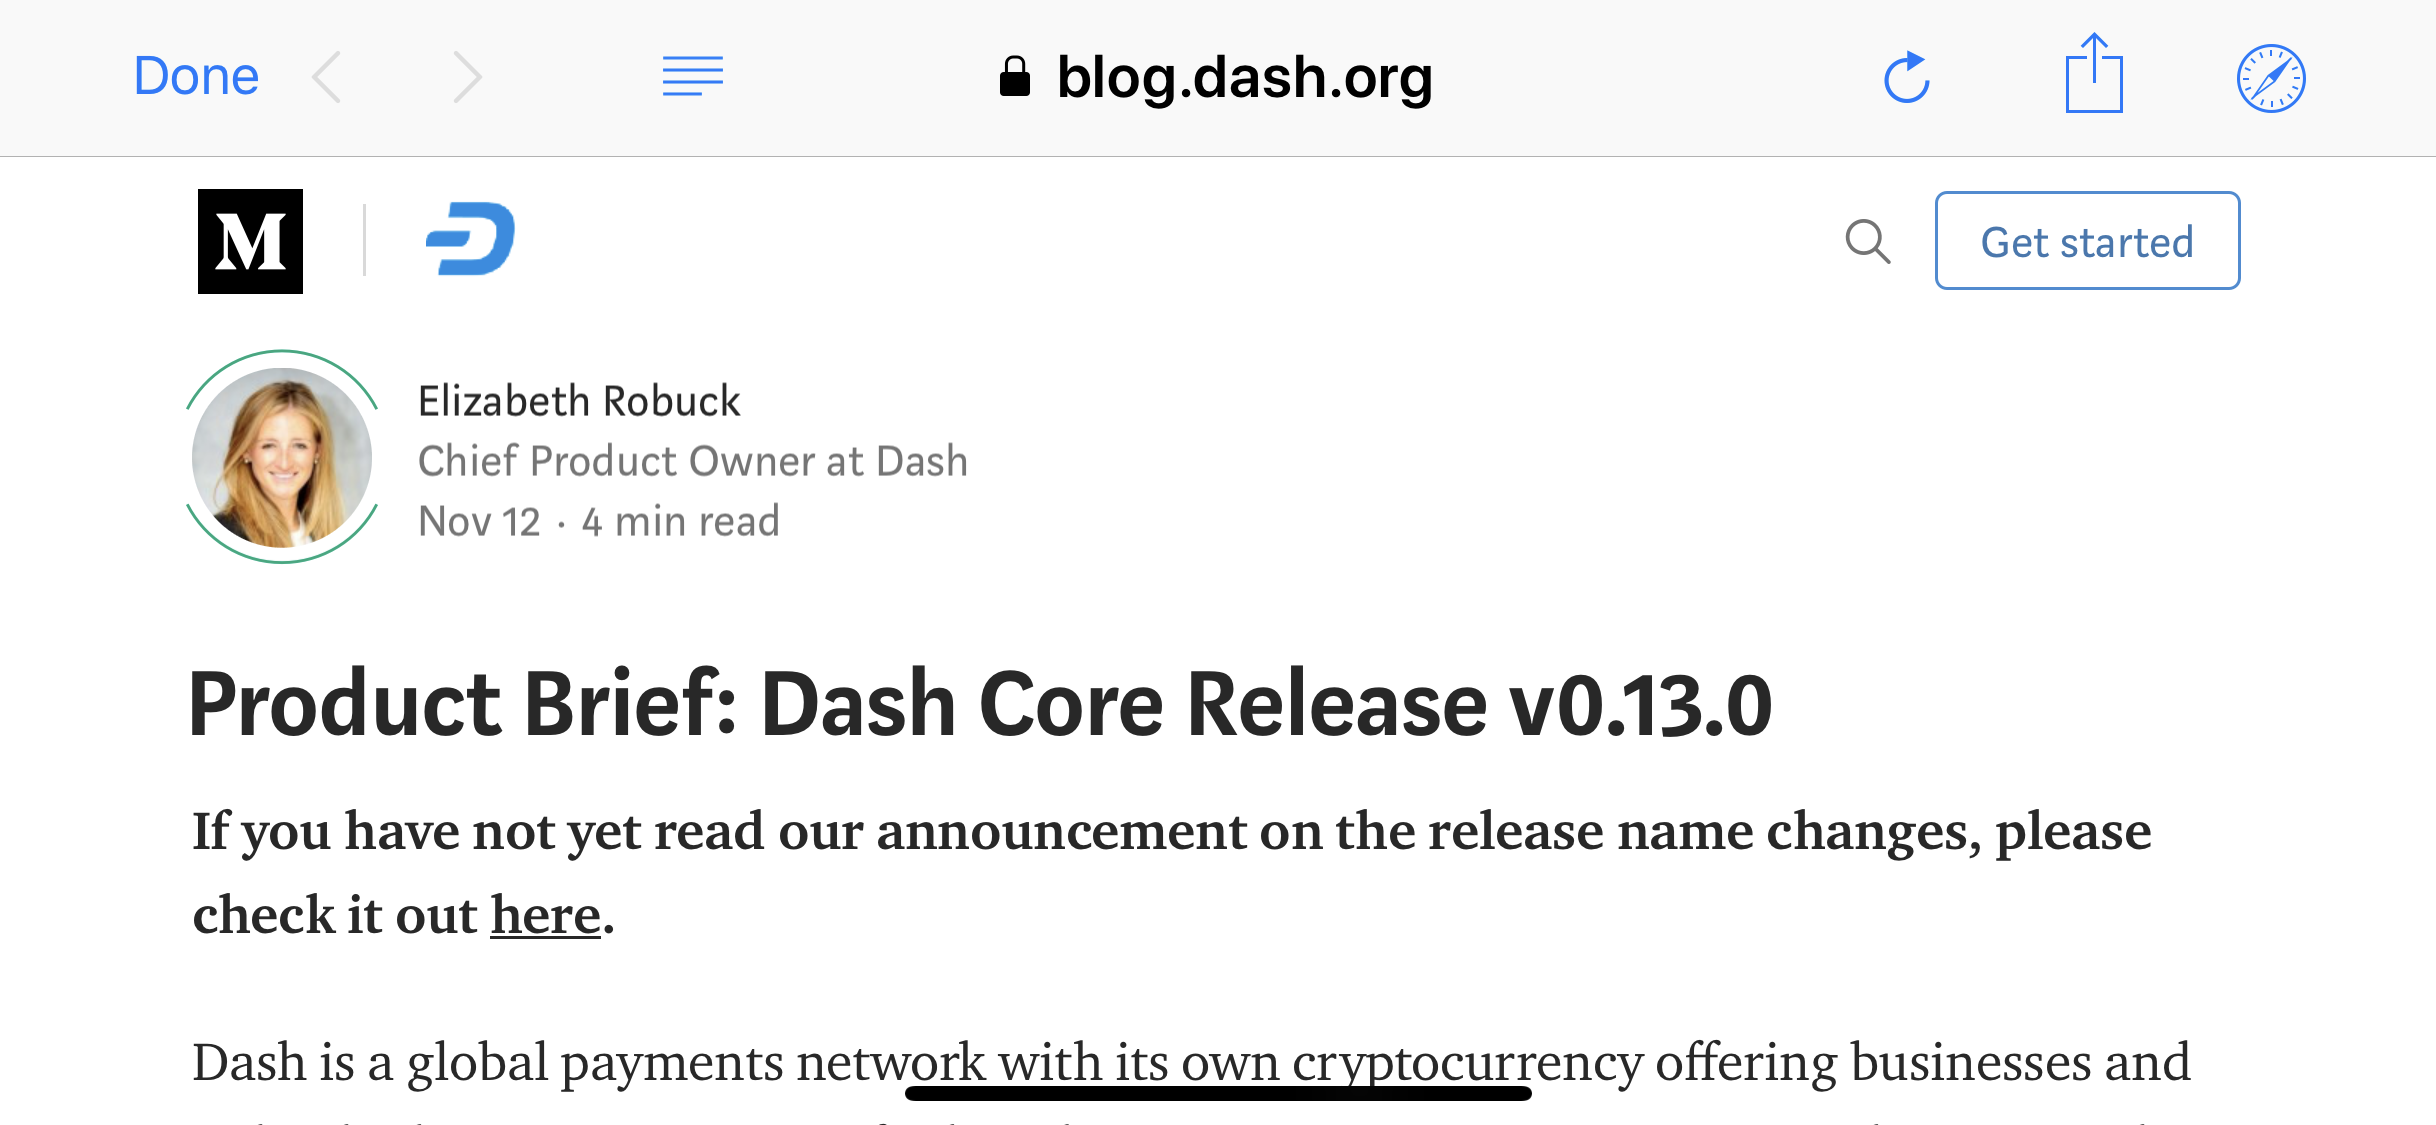 Done
blog.dash.org
M
Get started
Elizabeth Robuck
Chief Product Owner at Dash
Nov 12 · 4 min read
Product Brief: Dash Core Release v0.13.0
If you have not yet read our announcement on the release name changes, please
check it out here.
Dash is a global payments network with its own cryptocurrency offering businesses and